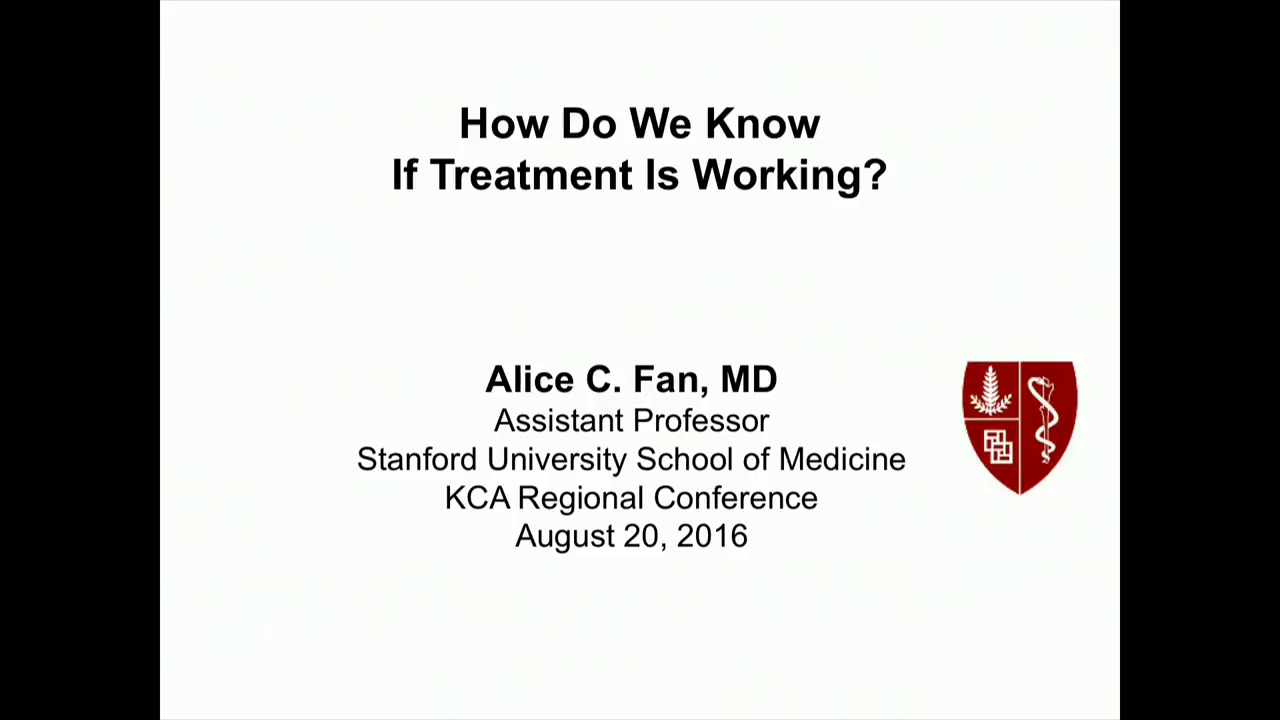 How Do We Know
If Treatment Is Working?
Alice C. Fan, MD
Assistant Professor
Stanford University School of Medicine
KCA Regional Conference
August 20, 2016